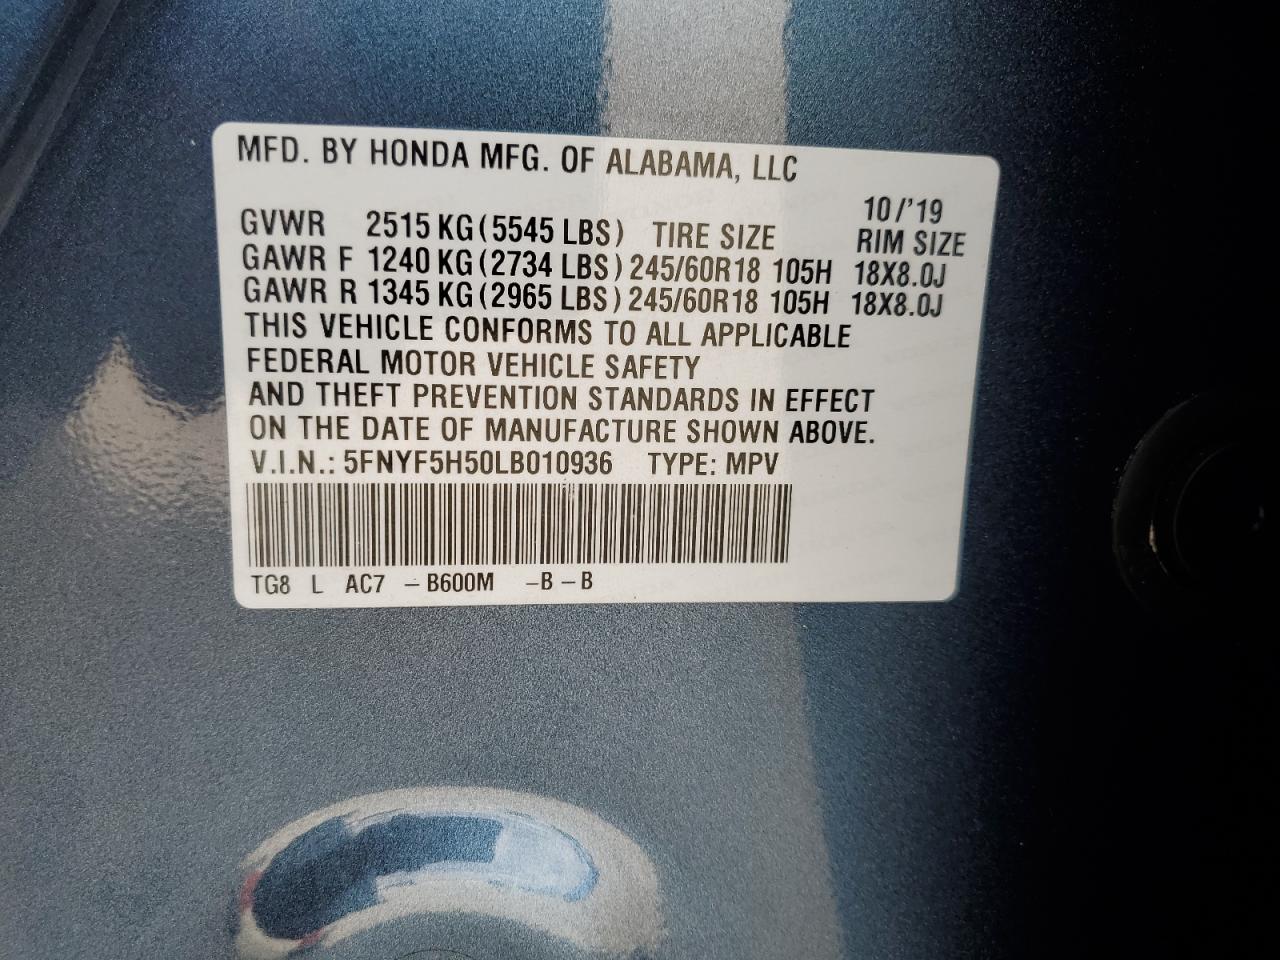 MFD. BY HONDA MFG. OF ALABAMA, LLC
10/'19
GVWR 2515 KG (5545 LBS) TIRE SIZE RIM SIZE
GAWR F 1240 KG (2734 LBS) 245/60R18 105H 18X8.0J
GAWR R 1345 KG (2965 LBS) 245/60R18 105H 18X8.0J
THIS VEHICLE CONFORMS TO ALL APPLICABLE
FEDERAL MOTOR VEHICLE SAFETY
AND THEFT PREVENTION STANDARDS IN EFFECT
ON THE DATE OF MANUFACTURE SHOWN ABOVE.
V.I.N.: 5FNYF5H50LB010936 TYPE: MPV
TG8 L AC7 - B600M -B - B